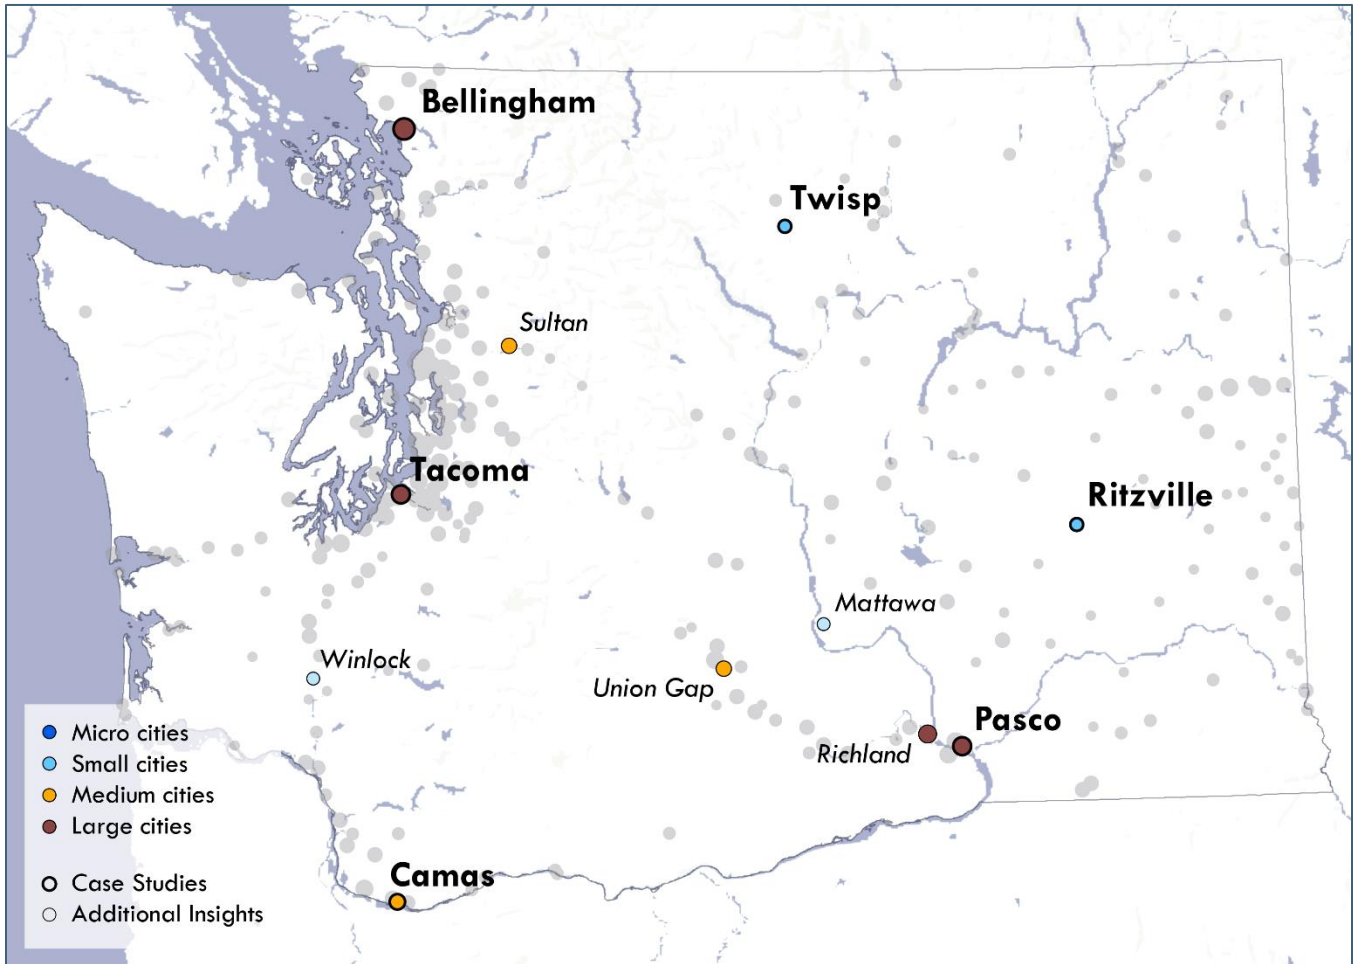 Bellingham
Twisp
Sultan
Tacoma
Ritzville
Mattawa
Winlock
Union Gap
Pasco
Richland
Camas
Micro cities
Small cities
Medium cities
Large cities
Case Studies
Additional Insights